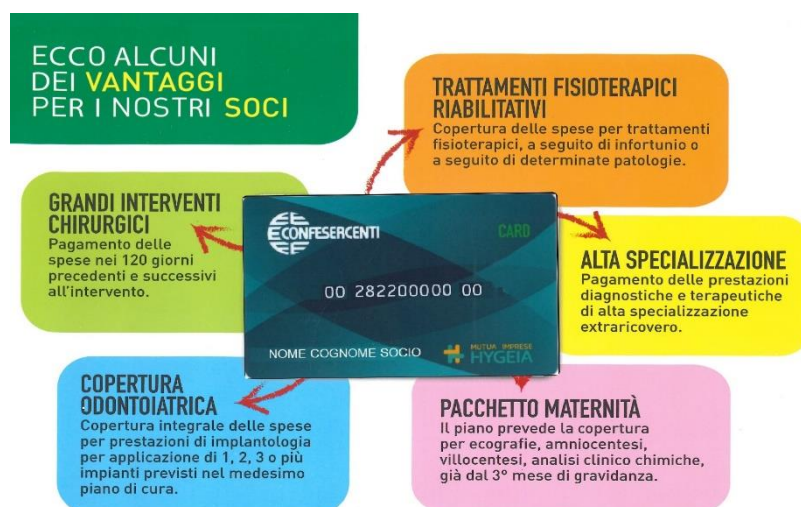 ECCO ALCUNI
DEI VANTAGGI
PER I NOSTRI SOCI
TRATTAMENTI FISIOTERAPICI
RIABILITATIVI
Copertura delle spese per trattamenti
fisioterapici, a seguito di infortunio o
a seguito di determinate patologie.
GRANDI INTERVENTI
CHIRURGICI
Pagamento delle
spese nei 120 giorni
precedenti e successivi
all'intervento.
CONFESERCENTI
CARD
00 282200000 00
NOME COGNOME SOCIO
MUTUA IMPRESE
HYGEIA
ALTA SPECIALIZZAZIONE
Pagamento delle prestazioni
diagnostiche e terapeutiche
di alta specializzazione
extraricovero.
COPERTURA
ODONTOIATRICA
Copertura integrale delle spese
per prestazioni di implantologia
per applicazione di 1, 2, 3 o più
impianti previsti nel medesimo
piano di cura.
PACCHETTO MATERNITÀ
Il piano prevede la copertura
per ecografie, amniocentesi,
villocentesi, analisi clinico chimiche,
già dal 3° mese di gravidanza.